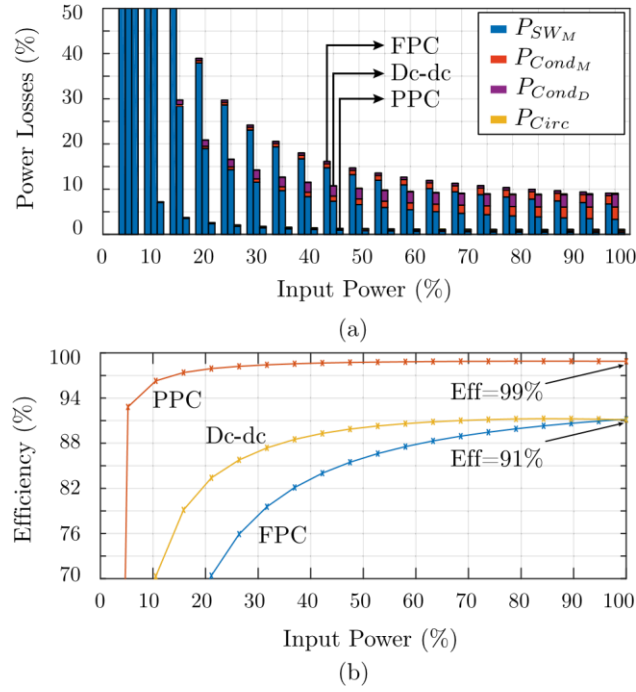 50
40
30
20
10
0
Power Losses (%)
FPC
Dc-dc
PPC
P_{SW_M}
P_{Cond_M}
P_{Cond_D}
P_{Circ}
0 10 20 30 40 50 60 70 80 90 100
Input Power (%)
(a)
100
94
88
82
76
70
Efficiency (%)
PPC
Dc-dc
FPC
Eff=99%
Eff=91%
0 10 20 30 40 50 60 70 80 90 100
Input Power (%)
(b)